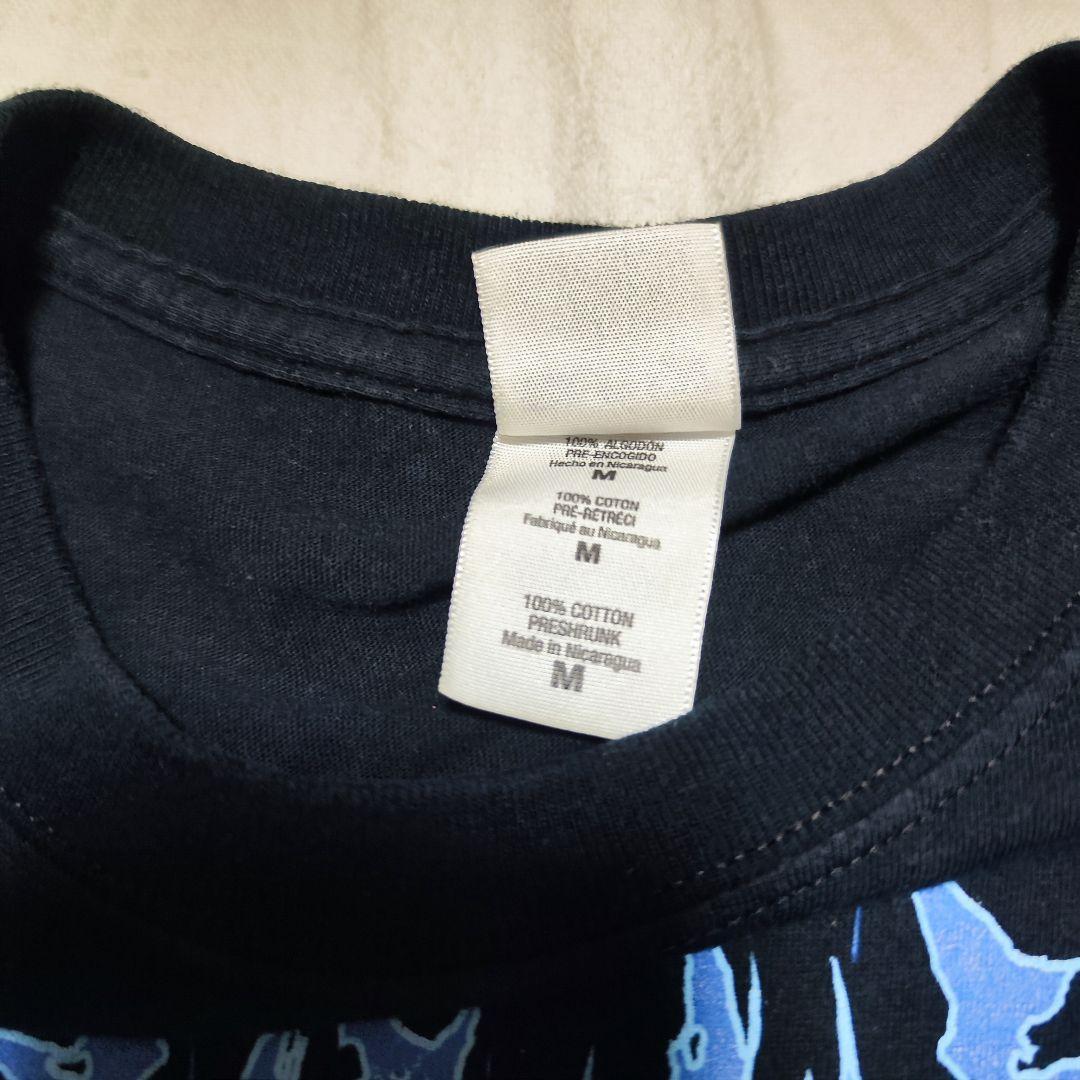 100% ALGODÓN
PRE-ENCOGIDO
Hecho en Nicaragua
M
100% COTON
PRÉ-RÉTRÉCI
Fabriqué au Nicaragua
M
100% COTTON
PRESHRUNK
Made in Nicaragua
M